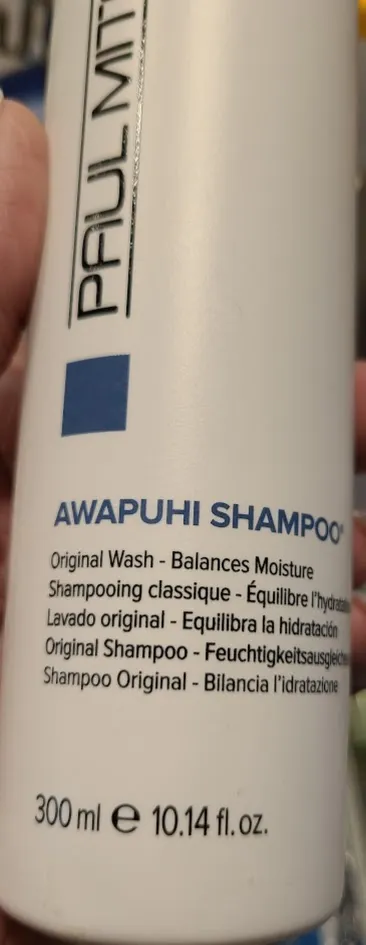 PAUL MIT
AWAPUHI SHAMPOO®
Original Wash - Balances Moisture
Shampooing classique - Équilibre
Lavado original - Equilibra la hidratación
Original Shampoo -
Shampoo Original - Bilancia l'idratazione
300 ml e 10.14 fl. oz.